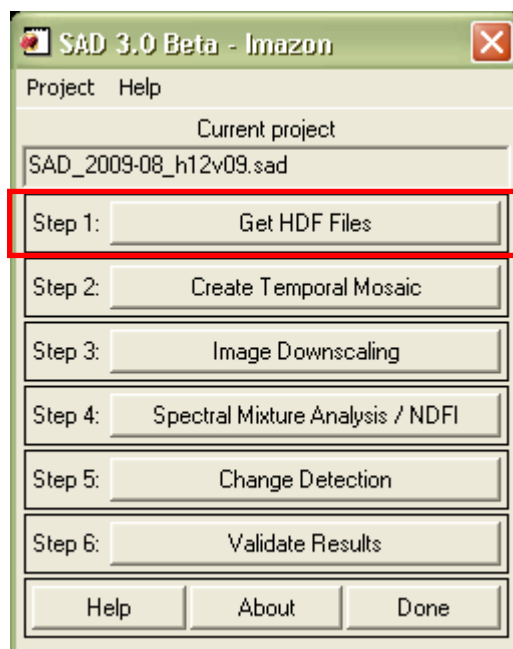 SAD 3.0 Beta - Imazon
Project Help
Current project
SAD_2009-08_h12v09.sad
Step 1: Get HDF Files
Step 2: Create Temporal Mosaic
Step 3: Image Downscaling
Step 4: Spectral Mixture Analysis / NDFI
Step 5: Change Detection
Step 6: Validate Results
Help About Done